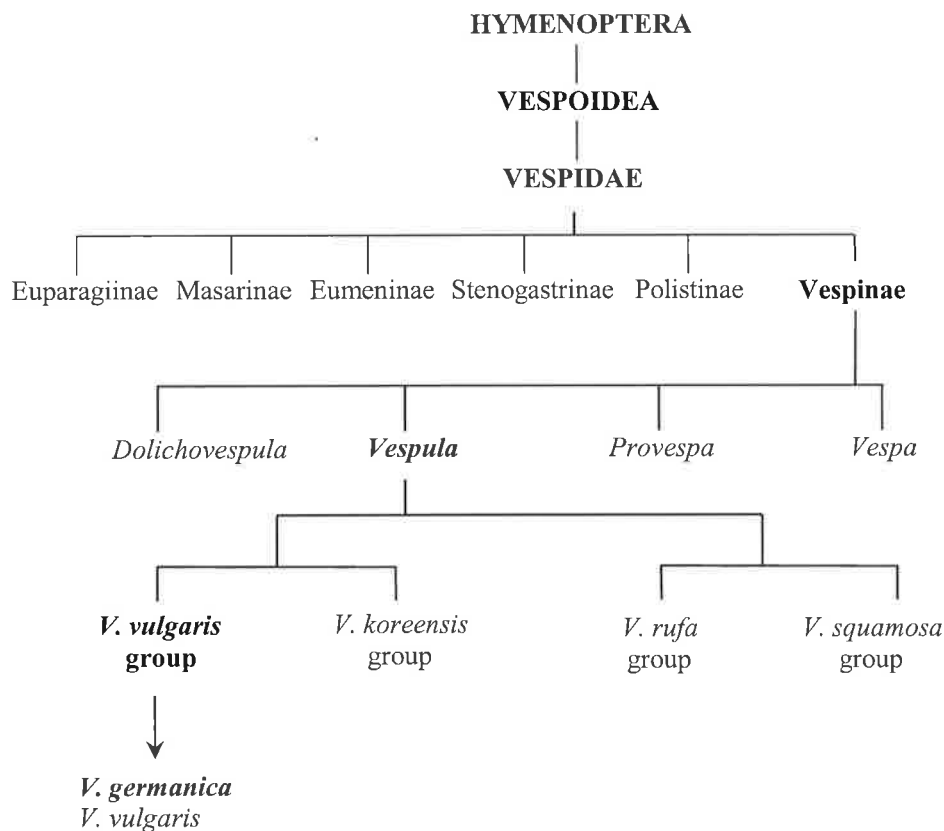 HYMENOPTERA
VESPOIDEA
VESPIDAE
Euparagiinae Masarinae Eumeninae Stenogastrinae Polistinae Vespinae
Dolichovespula Vespula Provespa Vespa
V. vulgaris V. koreensis V. rufa V. squamosa
group group group group
V. germanica
V. vulgaris